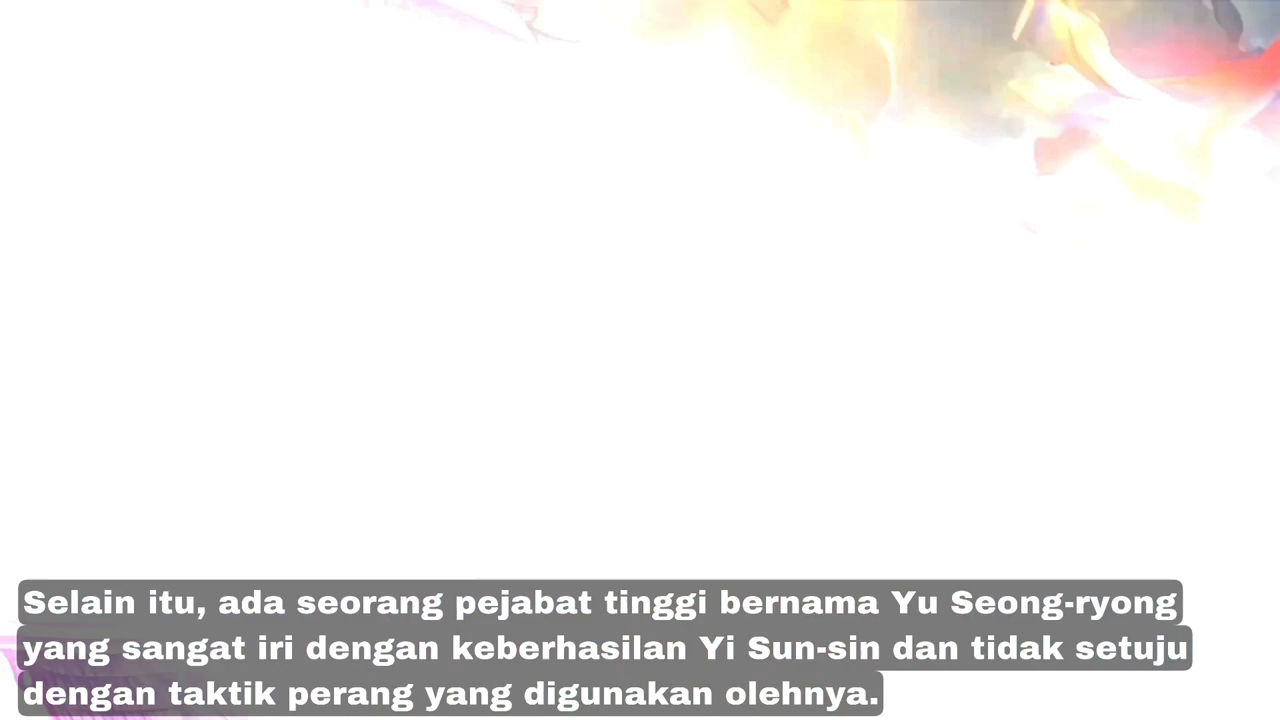 Selain itu, ada seorang pejabat tinggi bernama Yu Seong-ryong
yang sangat iri dengan keberhasilan Yi Sun-sin dan tidak setuju
dengan taktik perang yang digunakan olehnya.